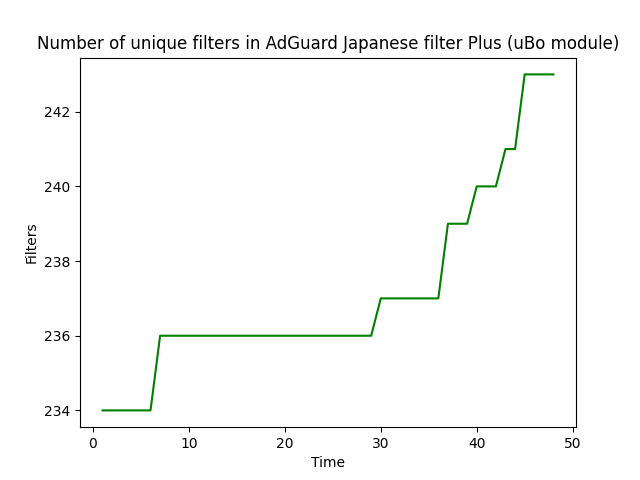 Number of unique filters in AdGuard Japanese filter Plus (uBo module)
242
240
238
236
234
Filters
0 10 20 30 40 50
Time